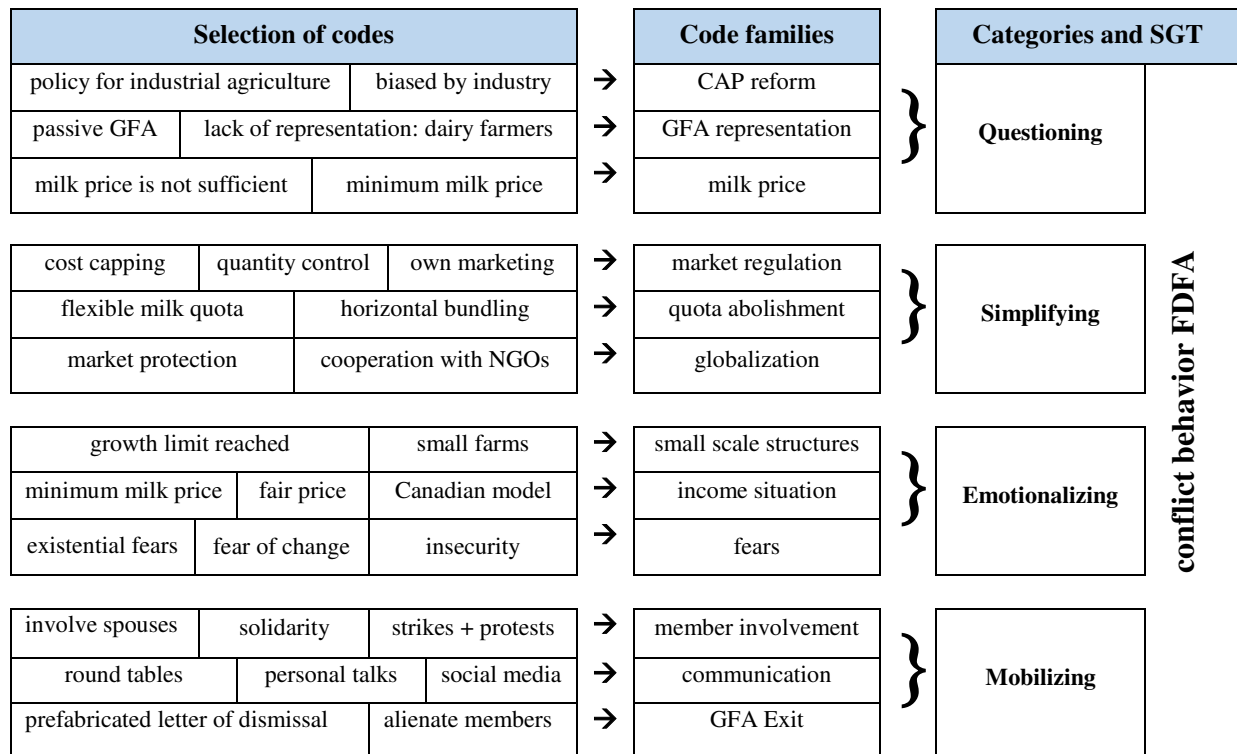 Selection of codes Code families Categories and SGT
policy for industrial agriculture biased by industry → CAP reform
passive GFA lack of representation: dairy farmers → GFA representation } Questioning
milk price is not sufficient minimum milk price → milk price
cost capping quantity control own marketing → market regulation
flexible milk quota horizontal bundling → quota abolishment } Simplifying
market protection cooperation with NGOs → globalization
growth limit reached small farms → small scale structures
minimum milk price fair price Canadian model → income situation } Emotionalizing
existential fears fear of change insecurity → fears
involve spouses solidarity strikes + protests → member involvement
round tables personal talks social media → communication } Mobilizing
prefabricated letter of dismissal alienate members → GFA Exit
conflict behavior FDFA